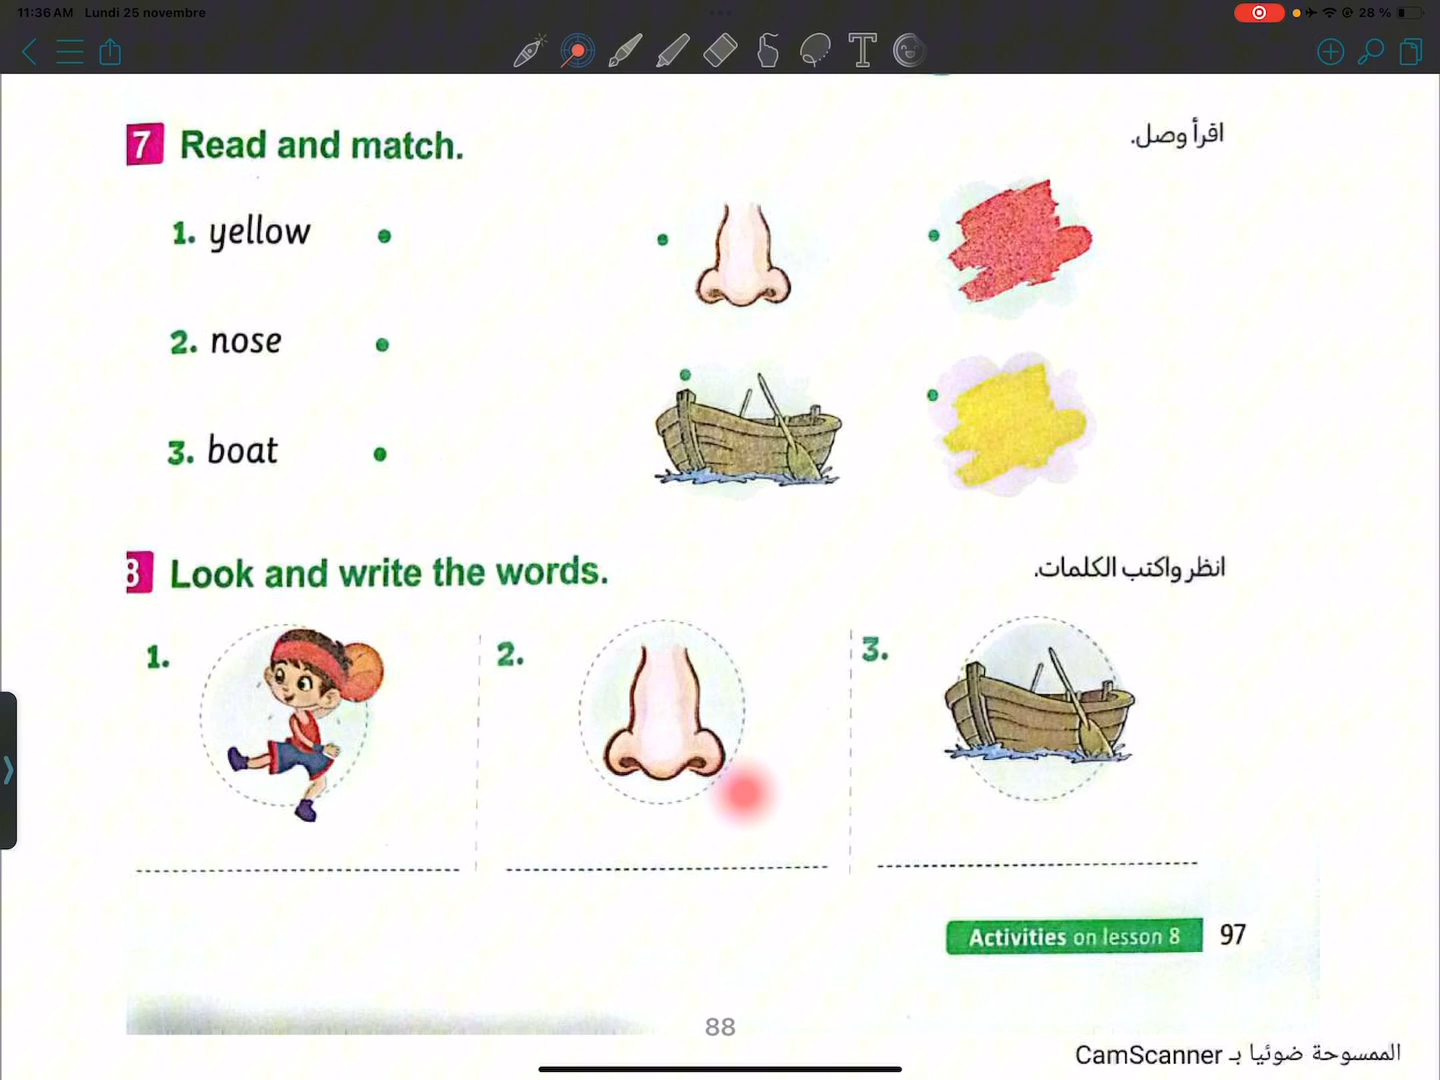 11:36 AM Lundi 25 novembre
28 %
T
7 Read and match.
اقرأ وصل.
1. yellow
2. nose
3. boat
8 Look and write the words.
انظر واكتب الكلمات.
1.
2.
3.
Activities on lesson 8 97
88
الممسوحة ضوئيا بـ CamScanner